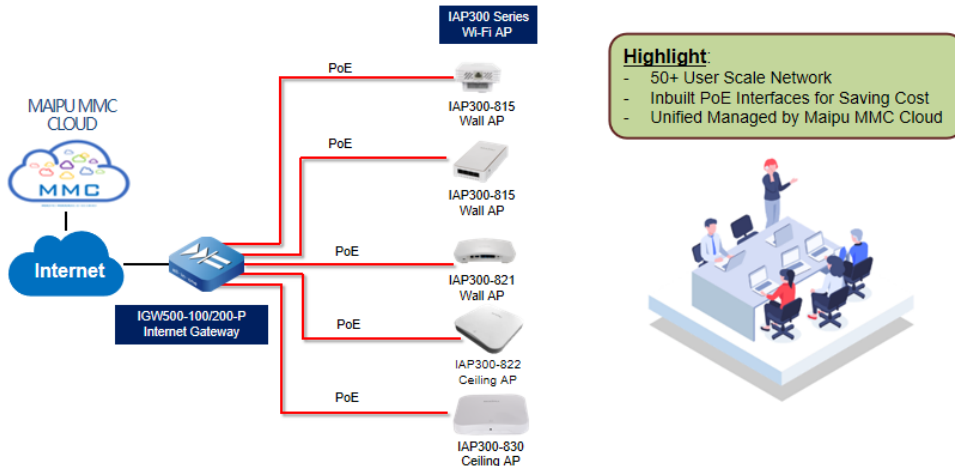 IAP300 Series
Wi-Fi AP
PoE
IAP300-815
Wall AP
PoE
IAP300-815
Wall AP
PoE
IAP300-821
Wall AP
PoE
IAP300-822
Ceiling AP
PoE
IAP300-830
Ceiling AP
MAIPU MMC
CLOUD
MMC
Internet
IGW500-100/200-P
Internet Gateway
Highlight:
- 50+ User Scale Network
- Inbuilt PoE Interfaces for Saving Cost
- Unified Managed by Maipu MMC Cloud